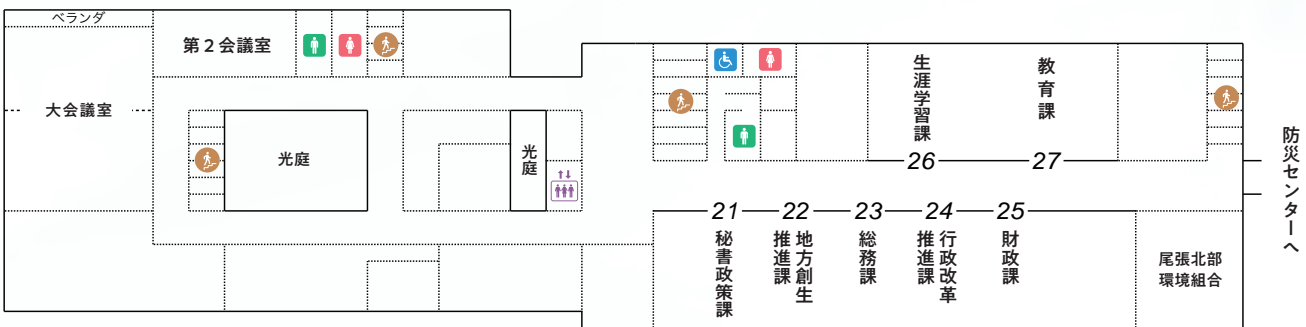 ベランダ
第２会議室
大会議室
光庭
光庭
生涯学習課
教育課
26
27
防災センターへ
21
22
23
24
25
秘書政策課
地方創生
推進課
総務課
行政改革
推進課
財政課
尾張北部
環境組合